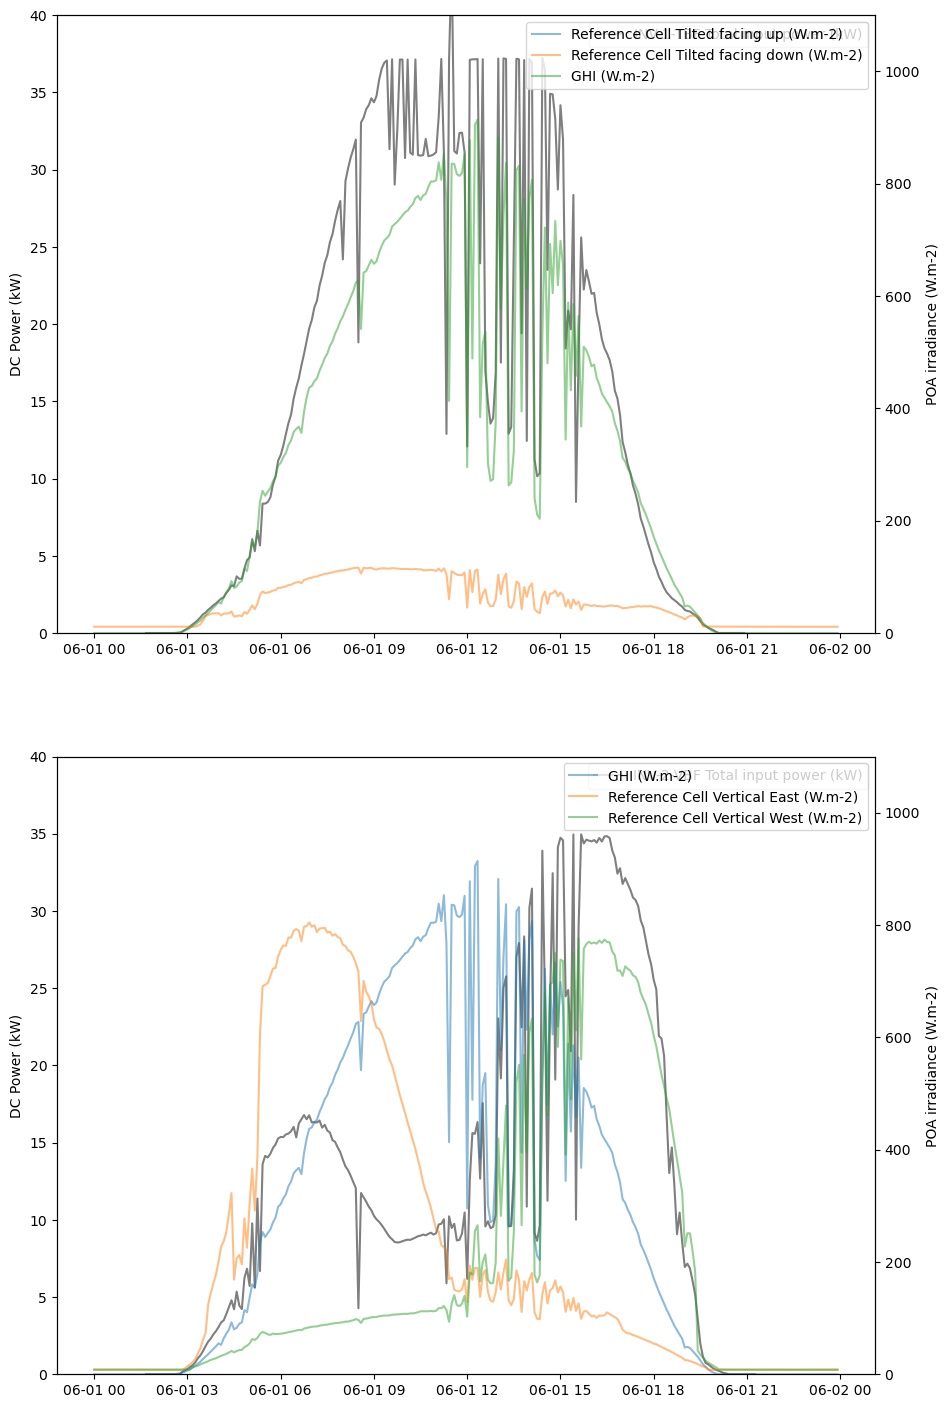 40
35
30
25
20
15
10
5
0
DC Power (kW)
Reference Cell Tilted facing up (W.m-2)
Reference Cell Tilted facing down (W.m-2)
GHI (W.m-2)
1000
800
600
400
200
0
POA irradiance (W.m-2)
06-01 00 06-01 03 06-01 06 06-01 09 06-01 12 06-01 15 06-01 18 06-01 21 06-02 00
40
35
30
25
20
15
10
5
0
DC Power (kW)
GHI (W.m-2)
Total input power (kW)
Reference Cell Vertical East (W.m-2)
Reference Cell Vertical West (W.m-2)
1000
800
600
400
200
0
POA irradiance (W.m-2)
06-01 00 06-01 03 06-01 06 06-01 09 06-01 12 06-01 15 06-01 18 06-01 21 06-02 00